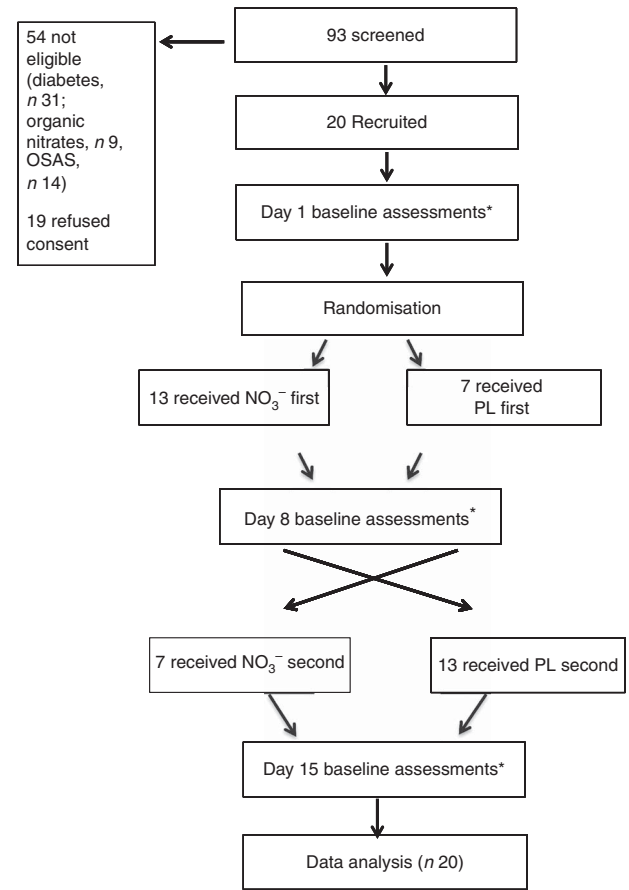 93 screened
54 not
eligible
(diabetes,
n 31;
organic
nitrates, n 9,
OSAS,
n 14)
19 refused
consent
20 Recruited
Day 1 baseline assessments*
Randomisation
13 received NO₃⁻ first
7 received
PL first
Day 8 baseline assessments*
7 received NO₃⁻ second
13 received PL second
Day 15 baseline assessments*
Data analysis (n 20)